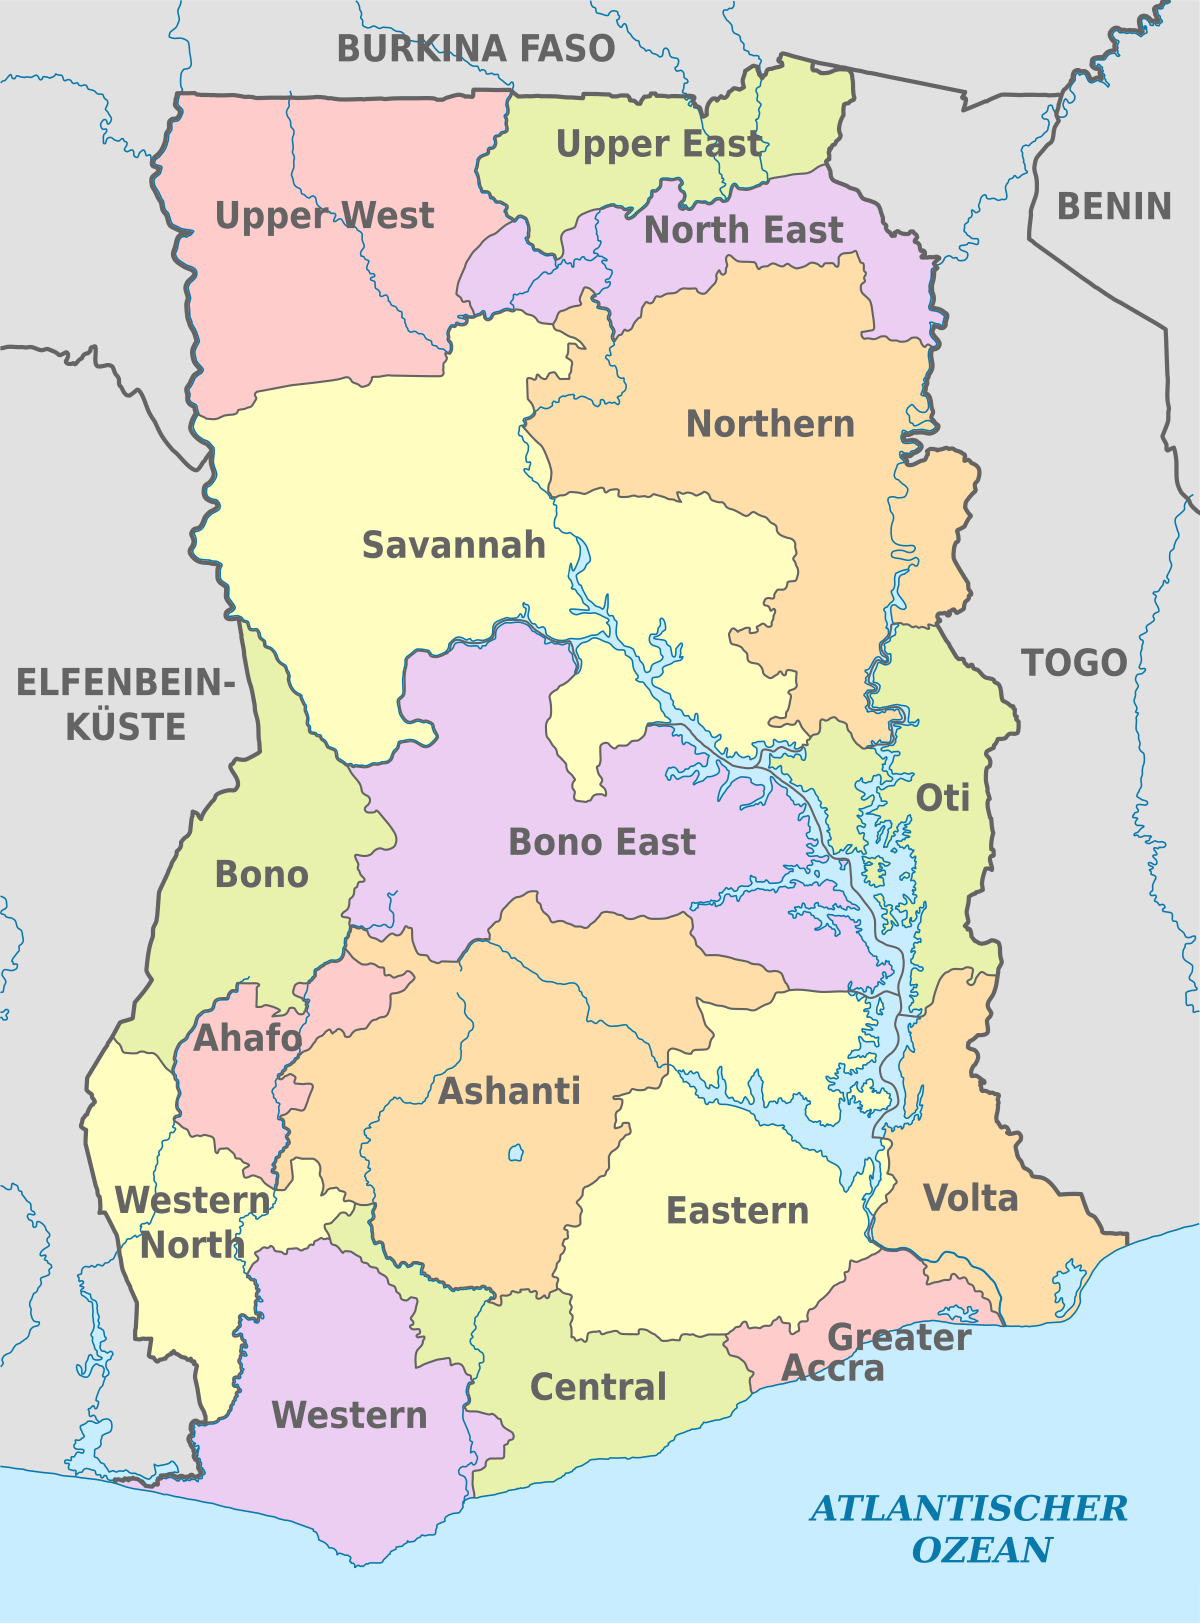 BURKINA FASO
Upper East
BENIN
Upper West
North East
Northern
Savannah
TOGO
ELFENBEIN-
KÜSTE
Oti
Bono East
Bono
Ahafo
Ashanti
Western
North
Eastern
Volta
Greater
Accra
Central
Western
ATLANTISCHER
OZEAN